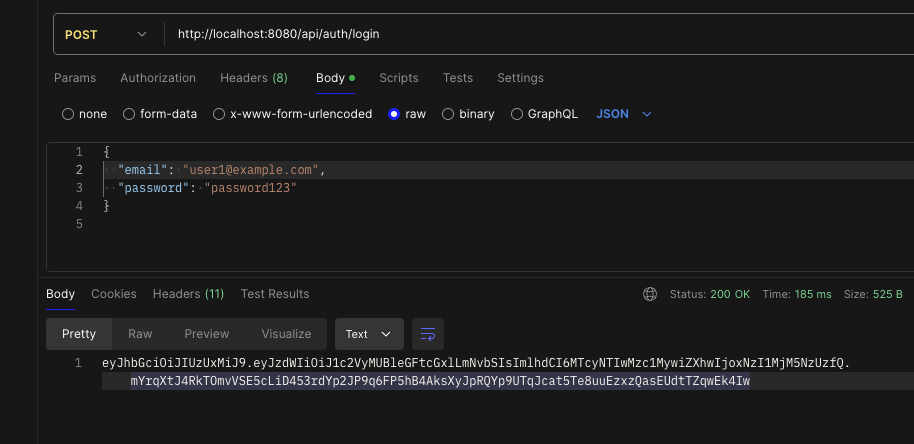 POST http://localhost:8080/api/auth/login
Params Authorization Headers (8) Body Scripts Tests Settings
none form-data x-www-form-urlencoded raw binary GraphQL JSON
1 {
2 "email": "user1@example.com",
3 "password": "password123"
4 }
5
Body Cookies Headers (11) Test Results Status: 200 OK Time: 185 ms Size: 525 B
Pretty Raw Preview Visualize Text
1 eyJhbGciOiJIUzUxMiJ9.eyJzdWIiOiJ1c2VyMUBleGFtcGxlLmNvbSIsImlhdCI6MTcyNTIwMzc1MywiZXhwIjoxNzI1MjM5NzUzfQ.
mYrqXtJ4RkTOmvVSE5cLiD453rdYp2JP9q6FP5hB4AksXyJpRQYp9UTqJcat5Te8uuEzxzQasEUdtTZqwEk4Iw